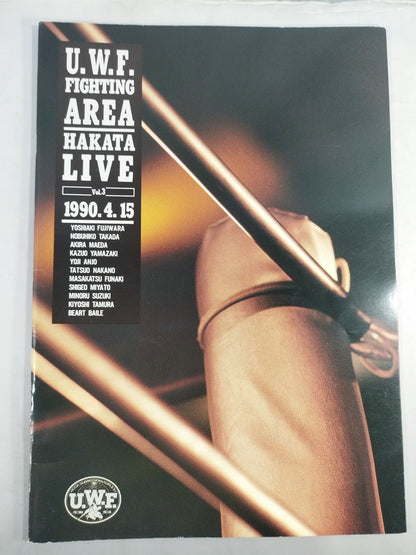 U.W.F.
FIGHTING
AREA
HAKATA
LIVE
Vol.3
1990.4.15
YOSHIAKI FUJIWARA
NOBUHIKO TAKADA
AKIRA MAEDA
KAZUO YAMAZAKI
YOJI ANJO
TATSUO NAKANO
MASAKATSU FUNAKI
SHIGEO MIYATO
MINORU SUZUKI
KIYOSHI TAMURA
BEART BAILE
U.W.F.